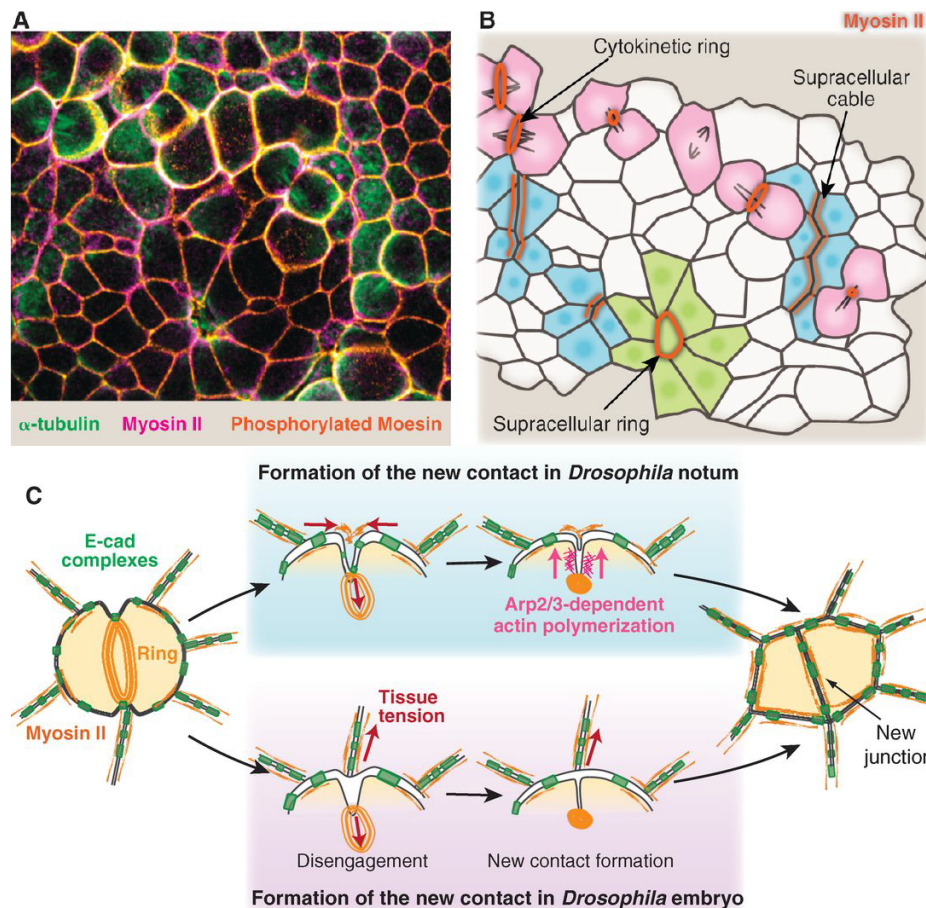 A
B
Myosin II
Cytokinetic ring
Supracellular
cable
Supracellular ring
α-tubulin Myosin II Phosphorylated Moesin
C
Formation of the new contact in Drosophila notum
E-cad
complexes
Ring
Myosin II
Arp2/3-dependent
actin polymerization
Tissue
tension
New
junction
Disengagement
New contact formation
Formation of the new contact in Drosophila embryo